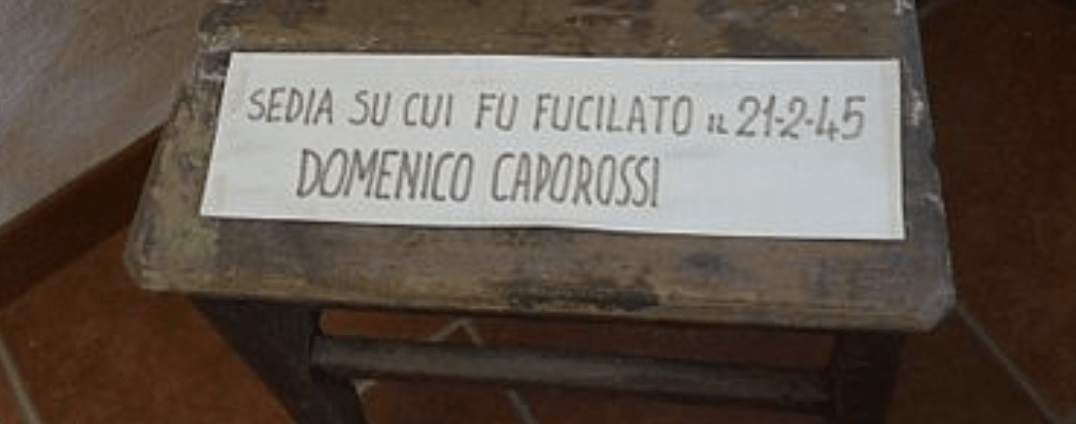 SEDIA SU CUI FU FUCILATO IL 21-2-45
DOMENICO CAPOROSSI